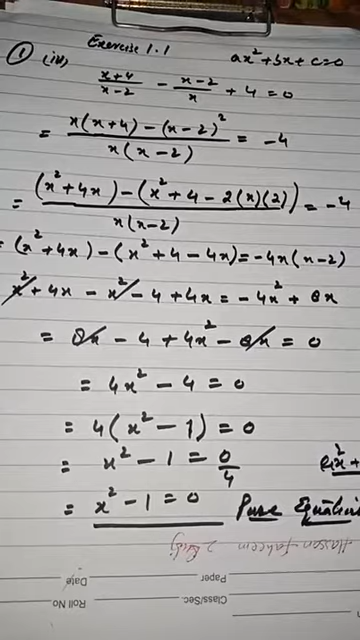 Exercise 1.1
① (iv) ax² + bx + c = 0
(x+4)/(x-2) - (x-2)/x + 4 = 0
= (x(x+4) - (x-2)²)/(x(x-2)) = -4
= ((x²+4x) - (x²+4-2(x)(2)))/(x(x-2)) = -4
= (x²+4x) - (x²+4-4x) = -4x(x-2)
x² + 4x - x² - 4 + 4x = -4x² + 8x
= 8x - 4 + 4x² - 8x = 0
= 4x² - 4 = 0
= 4(x² - 1) = 0
= x² - 1 = 0/4
= x² - 1 = 0 Pure Equation
Hassan Faheem
Date
Paper
Roll No
Class/Sec: